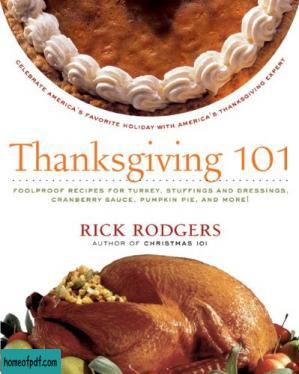 CELEBRATE AMERICA'S FAVORITE HOLIDAY WITH AMERICA'S THANKSGIVING EXPERT
Thanksgiving 101
FOOLPROOF RECIPES FOR TURKEY, STUFFINGS AND DRESSINGS,
CRANBERRY SAUCE, PUMPKIN PIE, AND MORE!
RICK RODGERS
AUTHOR OF CHRISTMAS 101
homeofpdf.com